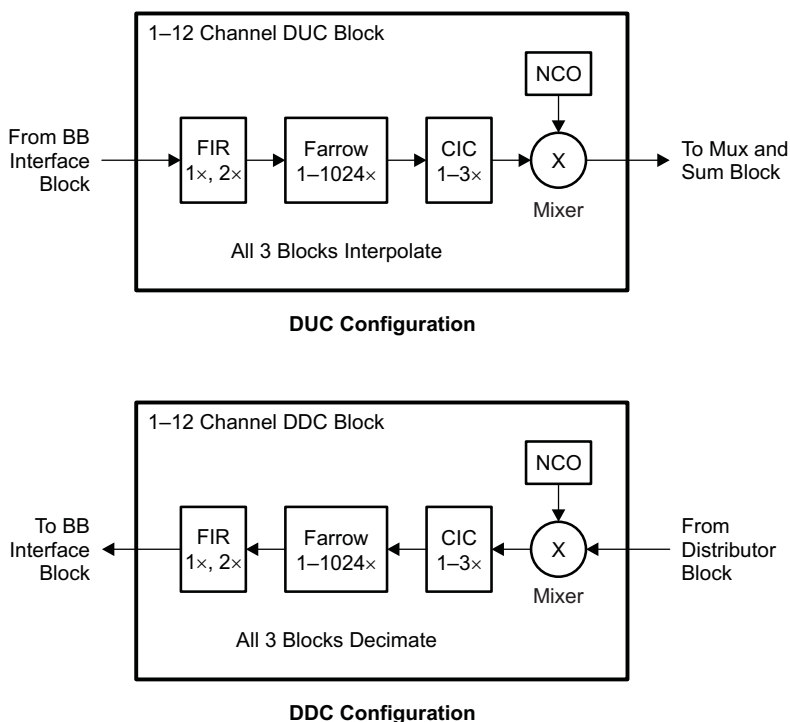 1–12 Channel DUC Block
NCO
From BB
Interface
Block
FIR
1×, 2×
Farrow
1–1024×
CIC
1–3×
X
Mixer
To Mux and
Sum Block
All 3 Blocks Interpolate
DUC Configuration
1–12 Channel DDC Block
NCO
To BB
Interface
Block
FIR
1×, 2×
Farrow
1–1024×
CIC
1–3×
X
Mixer
From
Distributor
Block
All 3 Blocks Decimate
DDC Configuration